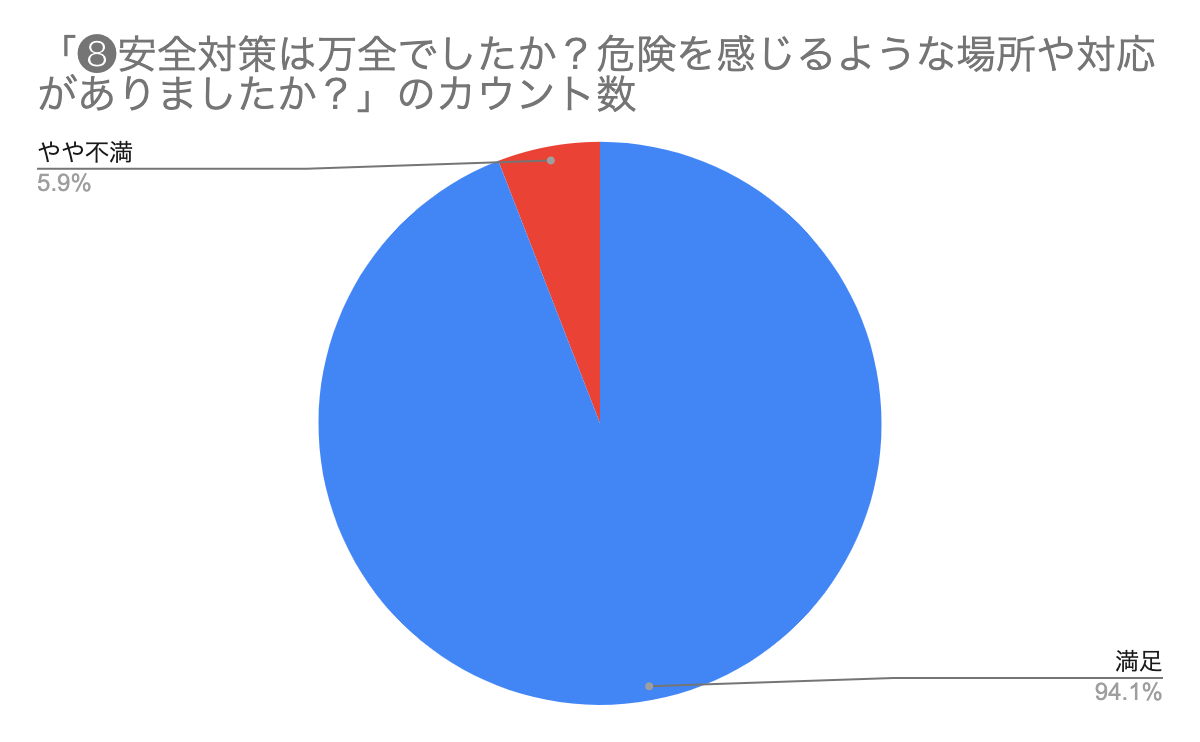 「❽安全対策は万全でしたか？危険を感じるような場所や対応
がありましたか？」のカウント数
やや不満
5.9%
満足
94.1%